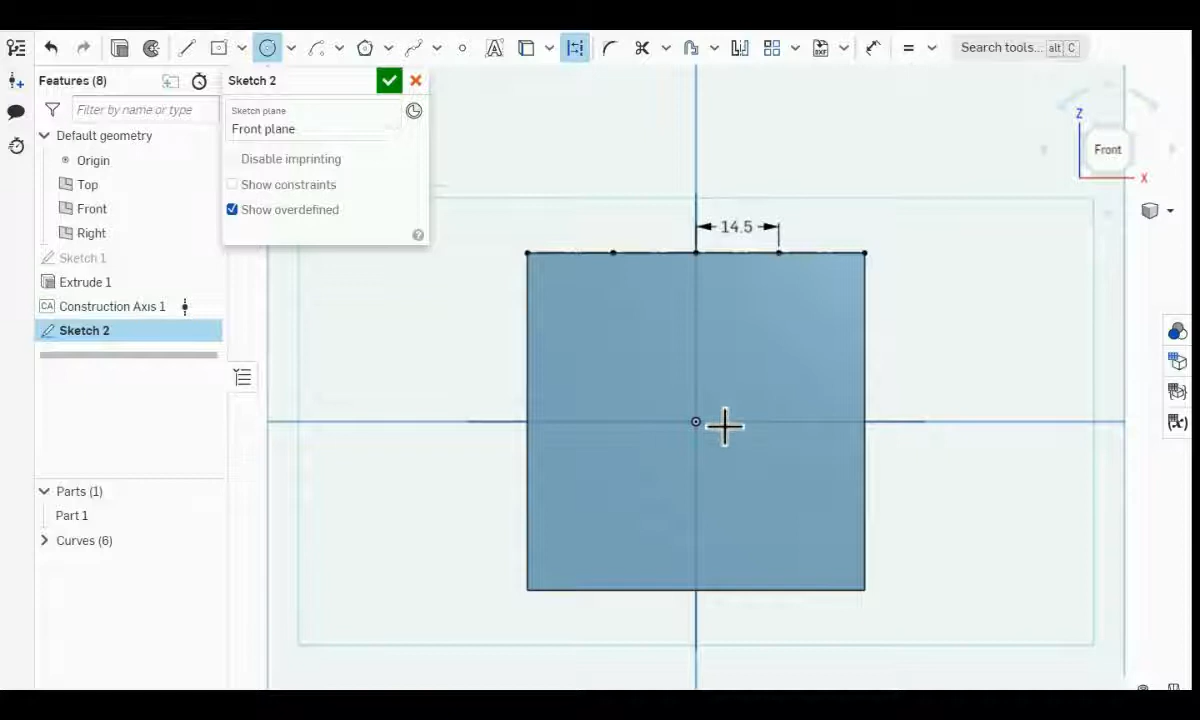 Search tools... alt C
Features (8)
Filter by name or type
Default geometry
Origin
Top
Front
Right
Sketch 1
Extrude 1
CA Construction Axis 1
Sketch 2
Parts (1)
Part 1
Curves (6)
Sketch 2
Sketch plane
Front plane
Disable imprinting
Show constraints
Show overdefined
14.5
Z
Front
X
(x)